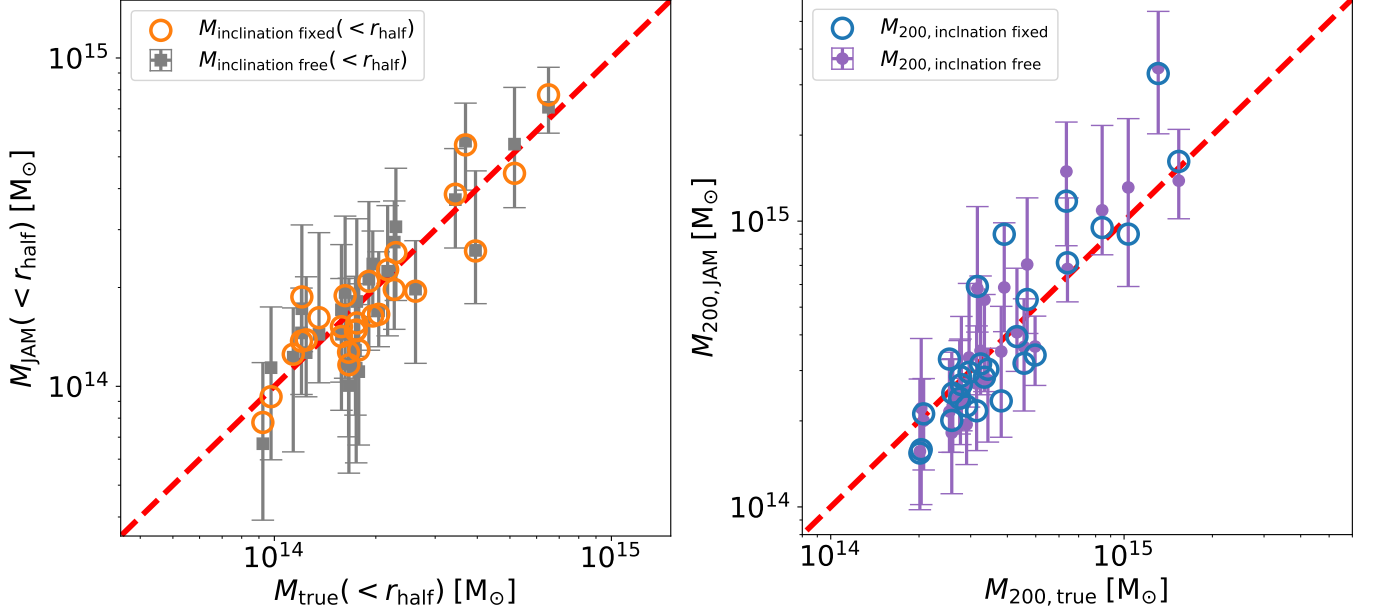 M_inclination fixed(< r_half)
M_inclination free(< r_half)
10^15
10^14
M_JAM(< r_half) [M_⊙]
10^14 10^15
M_true(< r_half) [M_⊙]
M_200, inclnation fixed
M_200, inclnation free
10^15
10^14
M_200, JAM [M_⊙]
10^14 10^15
M_200, true [M_⊙]